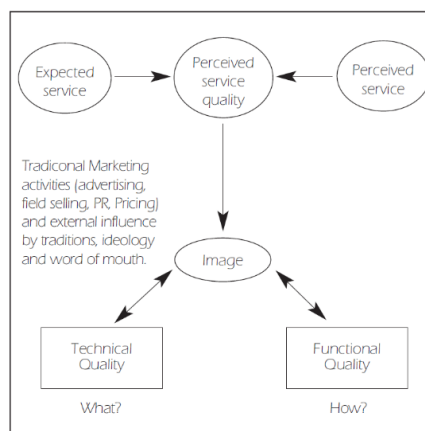 Expected
service
Perceived
service
quality
Perceived
service
Tradiconal Marketing
activities (advertising,
field selling, PR, Pricing)
and external influence
by traditions, ideology
and word of mouth.
Image
Technical
Quality
Functional
Quality
What?
How?